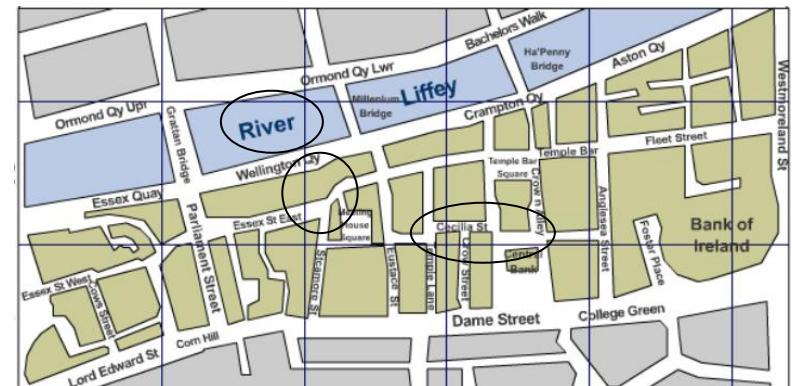 Bachelors Walk
Ha'Penny
Bridge
Aston Qy
Ormond Qy Lwr
Liffey
Millenium
Bridge
Crampton Qy
Westmoreland St
Ormond Qy Upr
Grattan Bridge
River
Fleet Street
Wellington Qy
Temple Bar
Temple Bar
Square
Essex Quay
Parliament Street
Essex St East
Meeting
House
Square
Cecilia St
Crown Alley
Anglesea Street
Foster Place
Bank of
Ireland
Sycamore St
Eustace St
Temple Lane
Crow Street
Central
Bank
Essex St West
Cows Street
Dame Street
College Green
Cork Hill
Lord Edward St